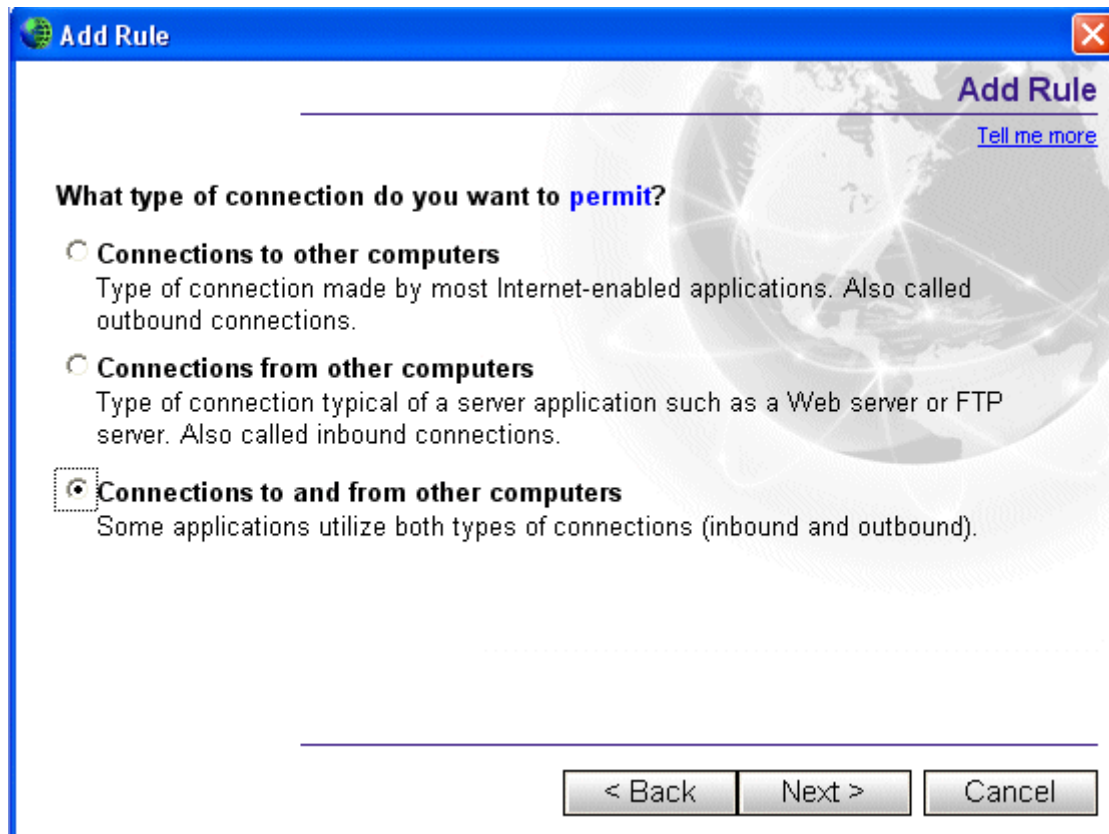 Add Rule
Add Rule
Tell me more
What type of connection do you want to permit?
Connections to other computers
Type of connection made by most Internet-enabled applications. Also called
outbound connections.
Connections from other computers
Type of connection typical of a server application such as a Web server or FTP
server. Also called inbound connections.
Connections to and from other computers
Some applications utilize both types of connections (inbound and outbound).
< Back Next > Cancel